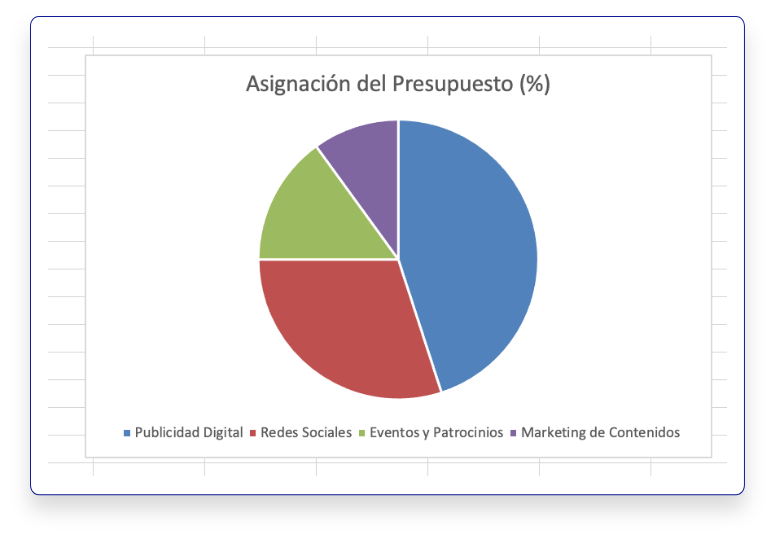 Asignación del Presupuesto (%)
Publicidad Digital Redes Sociales Eventos y Patrocinios Marketing de Contenidos